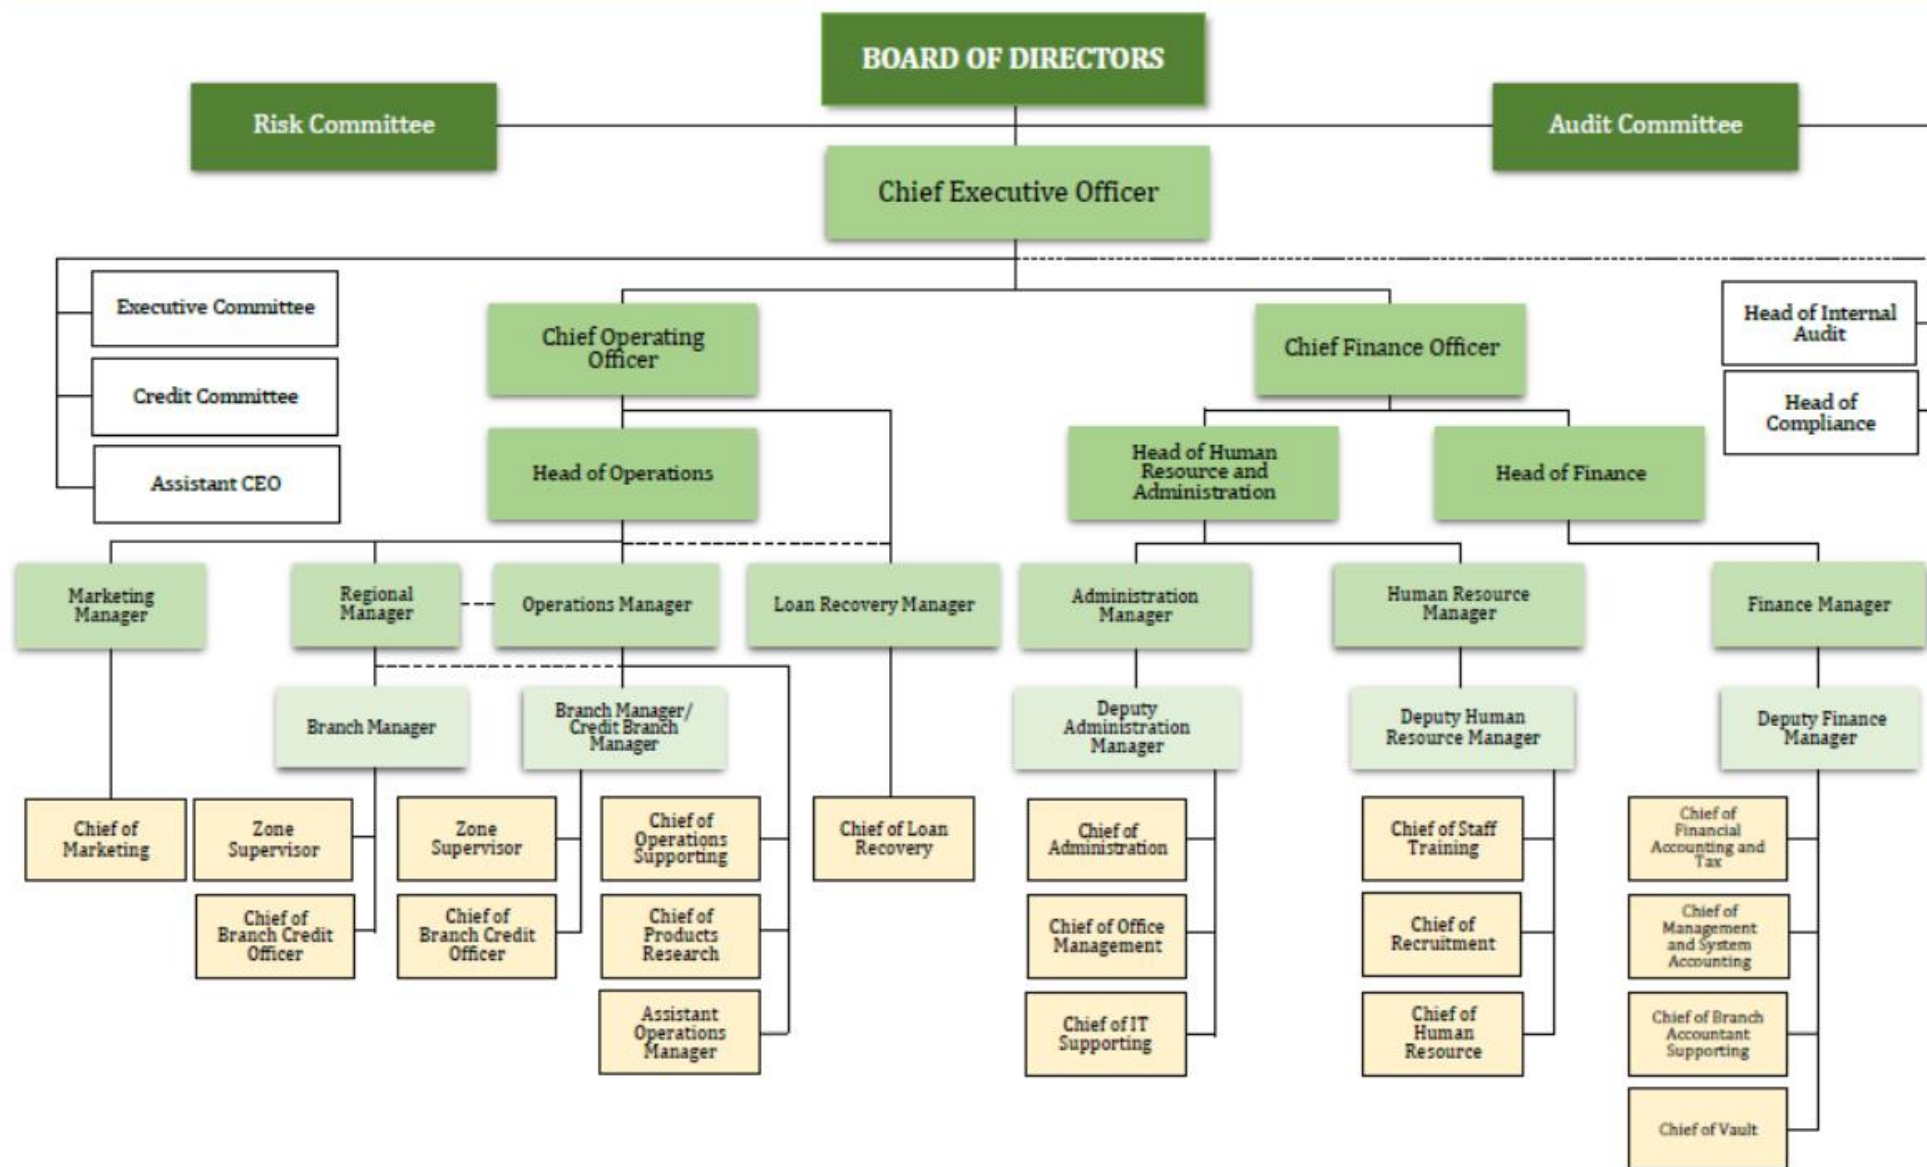 BOARD OF DIRECTORS
Risk Committee
Audit Committee
Chief Executive Officer
Executive Committee
Credit Committee
Assistant CEO
Chief Operating
Officer
Chief Finance Officer
Head of Internal
Audit
Head of
Compliance
Head of Operations
Head of Human
Resource and
Administration
Head of Finance
Marketing
Manager
Regional
Manager
Operations Manager
Loan Recovery Manager
Administration
Manager
Human Resource
Manager
Finance Manager
Branch Manager
Branch Manager/
Credit Branch
Manager
Deputy
Administration
Manager
Deputy Human
Resource Manager
Deputy Finance
Manager
Chief of
Marketing
Zone
Supervisor
Zone
Supervisor
Chief of
Operations
Supporting
Chief of Loan
Recovery
Chief of
Administration
Chief of Staff
Training
Chief of
Financial
Accounting and
Tax
Chief of
Branch Credit
Officer
Chief of
Branch Credit
Officer
Chief of
Products
Research
Chief of Office
Management
Chief of
Recruitment
Chief of
Management
and System
Accounting
Assistant
Operations
Manager
Chief of IT
Supporting
Chief of
Human
Resource
Chief of Branch
Accountant
Supporting
Chief of Vault